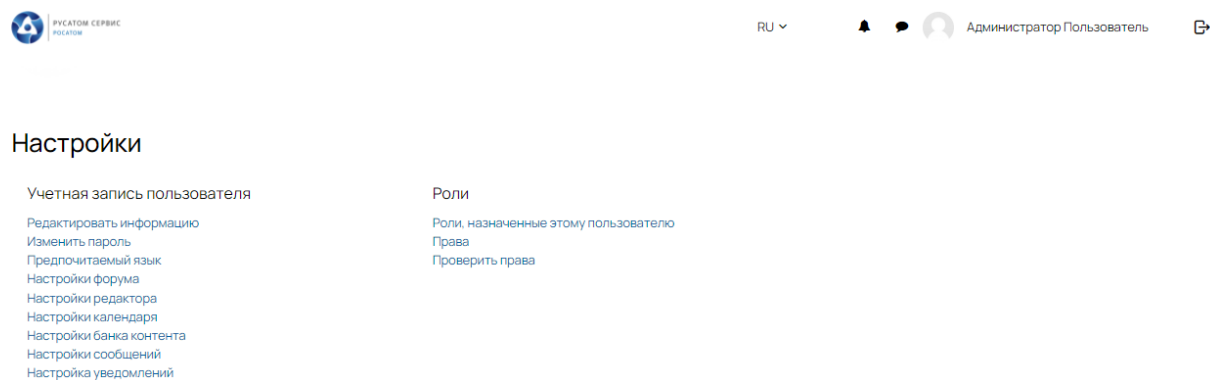 РУСАТОМ СЕРВИС
РОСАТОМ
RU
Администратор Пользователь
Настройки
Учетная запись пользователя
Редактировать информацию
Изменить пароль
Предпочитаемый язык
Настройки форума
Настройки редактора
Настройки календаря
Настройки банка контента
Настройки сообщений
Настройка уведомлений
Роли
Роли, назначенные этому пользователю
Права
Проверить права